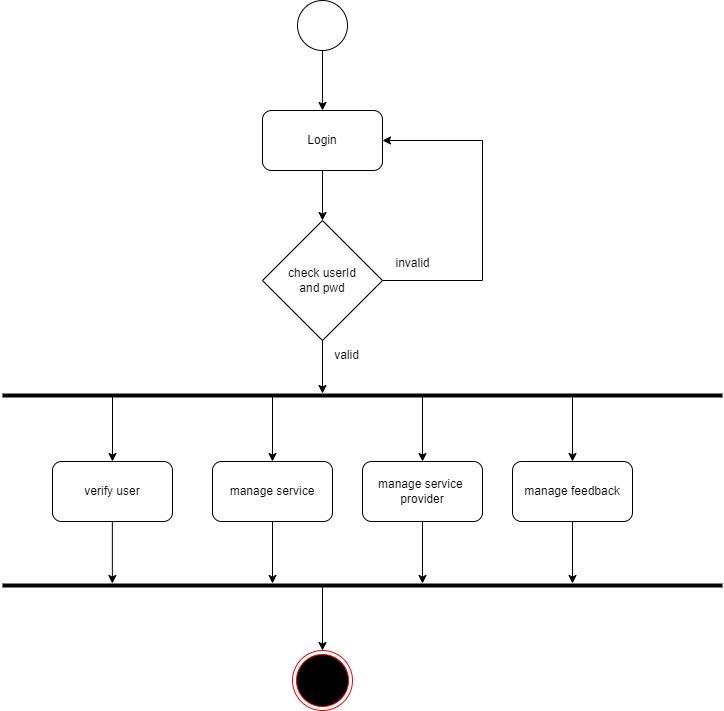 Login
check userId
and pwd
invalid
valid
verify user
manage service
manage service
provider
manage feedback